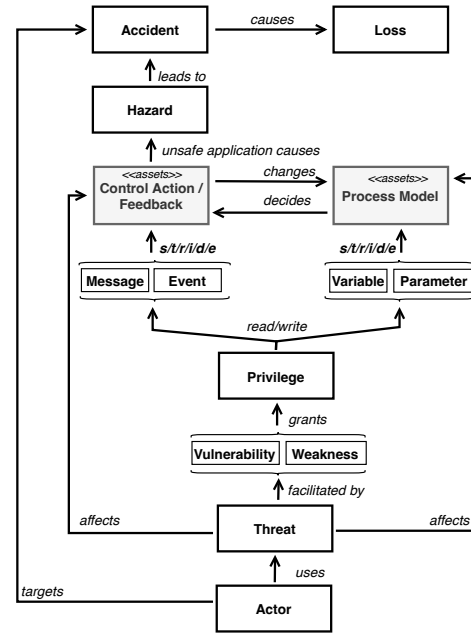 Accident
causes
Loss
leads to
Hazard
unsafe application causes
<<assets>>
Control Action /
Feedback
changes
decides
<<assets>>
Process Model
s/t/r/i/d/e
s/t/r/i/d/e
Message
Event
Variable
Parameter
read/write
Privilege
grants
Vulnerability
Weakness
facilitated by
affects
Threat
affects
uses
targets
Actor